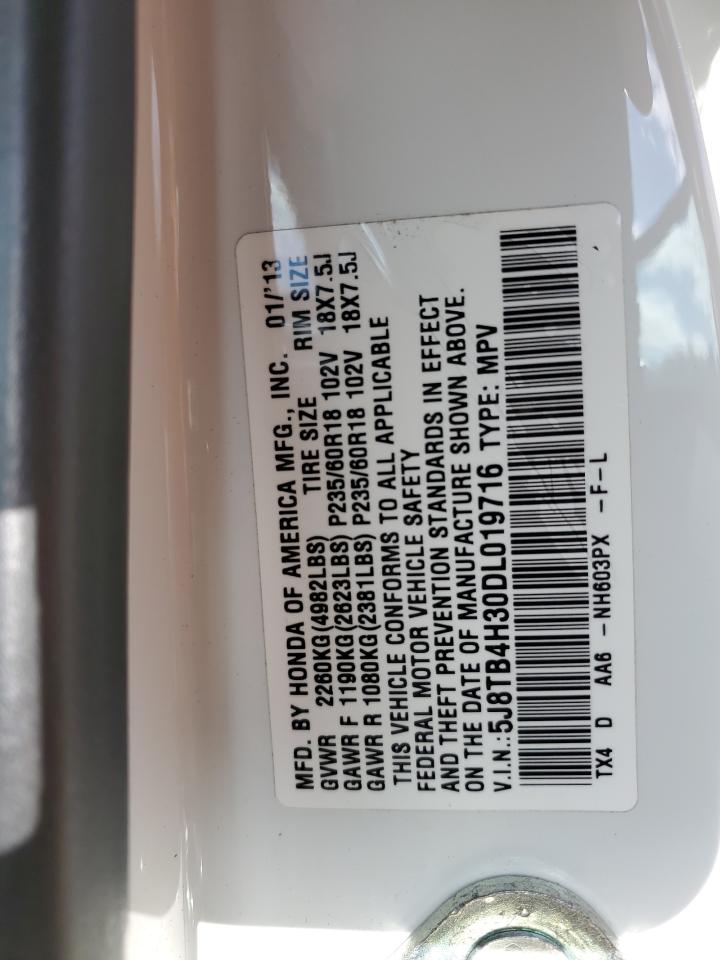 MFD. BY HONDA OF AMERICA MFG., INC. 01/'13
GVWR 2260KG(4982LBS) TIRE SIZE RIM SIZE
GAWR F 1190KG(2623LBS) P235/60R18 102V 18X7.5J
GAWR R 1080KG(2381LBS) P235/60R18 102V 18X7.5J
THIS VEHICLE CONFORMS TO ALL APPLICABLE
FEDERAL MOTOR VEHICLE SAFETY
AND THEFT PREVENTION STANDARDS IN EFFECT
ON THE DATE OF MANUFACTURE SHOWN ABOVE.
V.I.N.:5J8TB4H30DL019716 TYPE: MPV
TX4 D AA6 -NH603PX -F-L